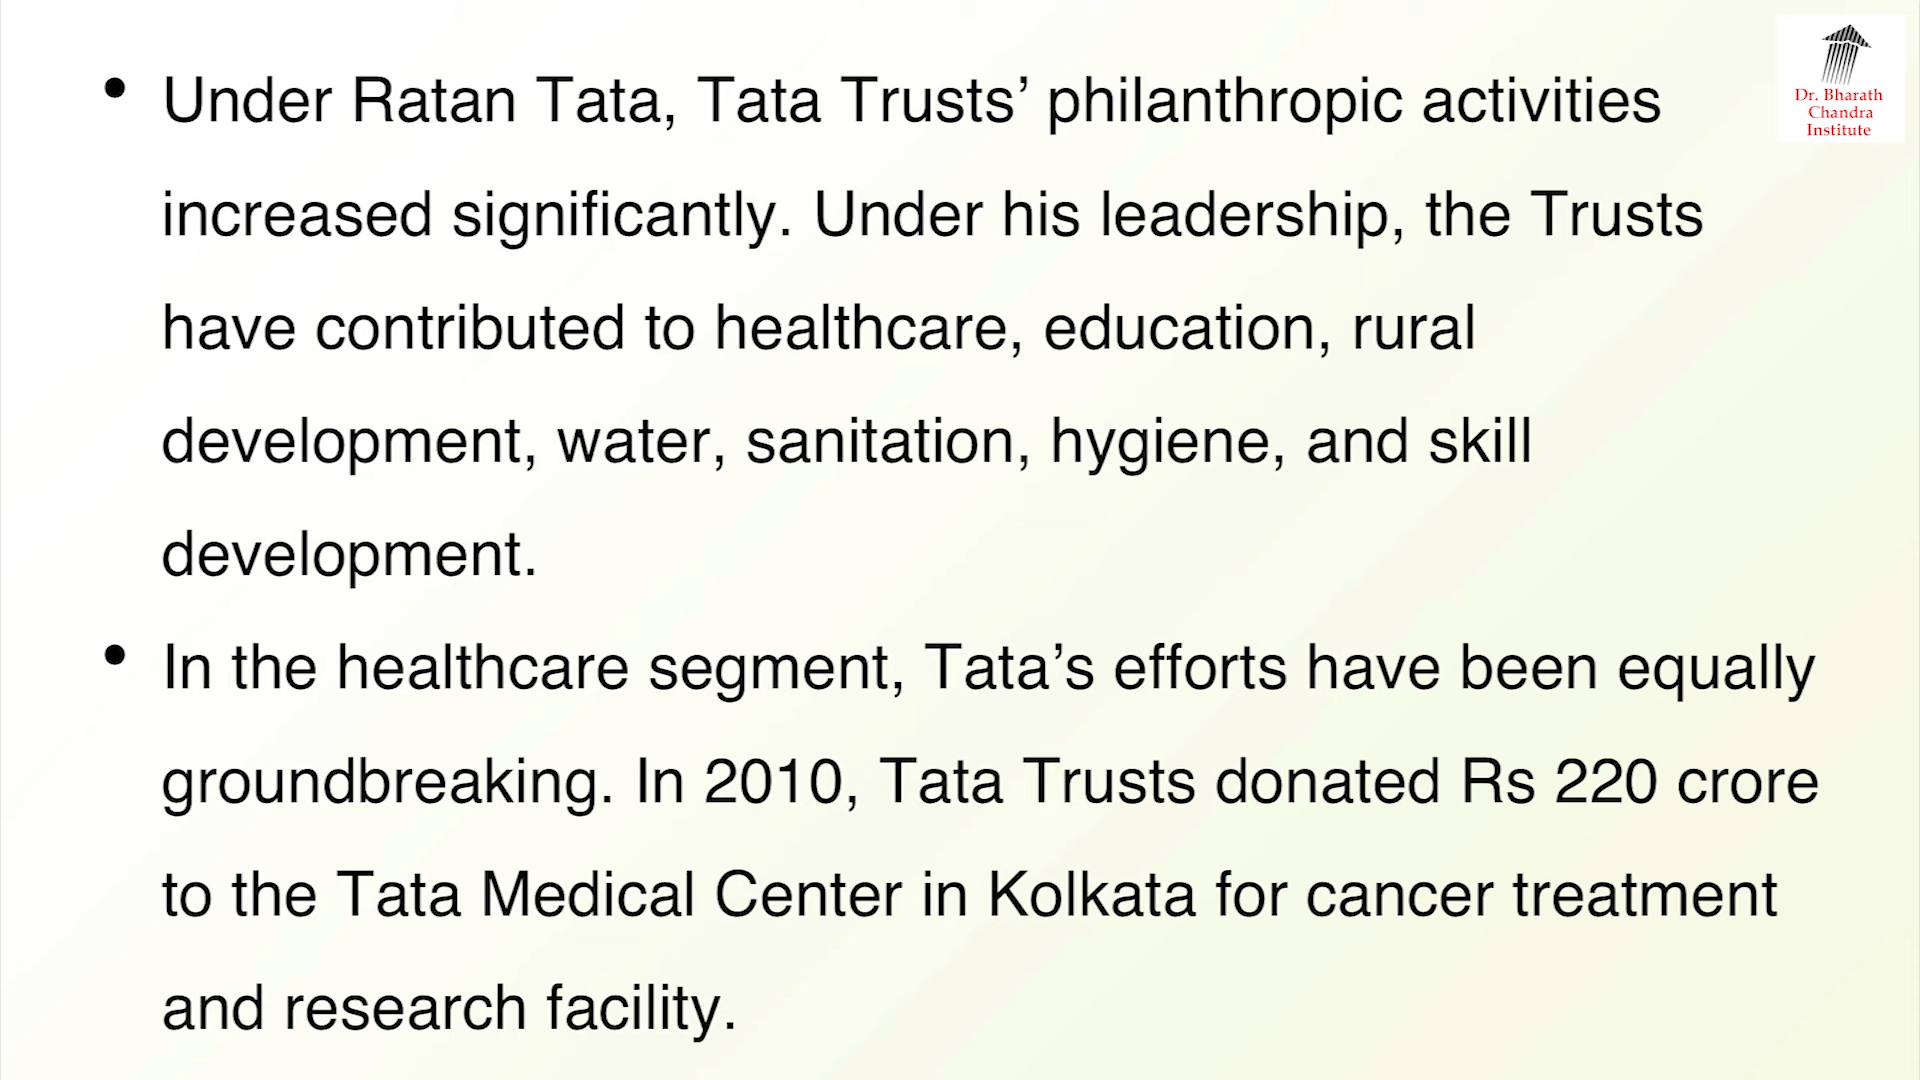 • Under Ratan Tata, Tata Trusts’ philanthropic activities
increased significantly. Under his leadership, the Trusts
have contributed to healthcare, education, rural
development, water, sanitation, hygiene, and skill
development.
• In the healthcare segment, Tata’s efforts have been equally
groundbreaking. In 2010, Tata Trusts donated Rs 220 crore
to the Tata Medical Center in Kolkata for cancer treatment
and research facility.
Dr. Bharath
Chandra
Institute